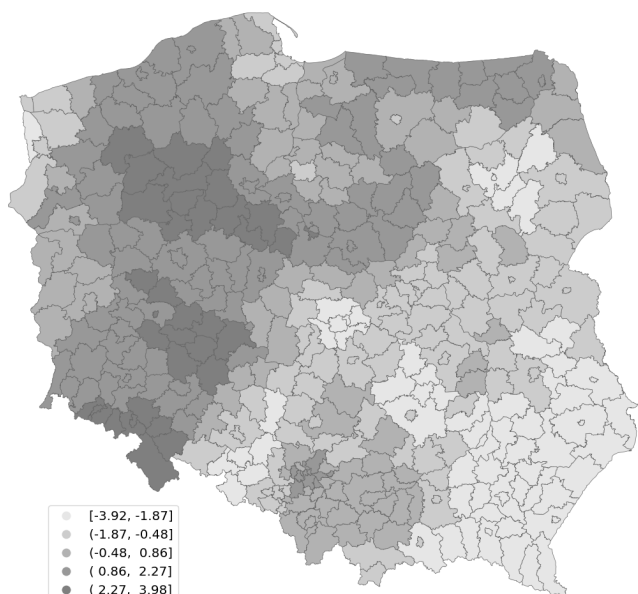 [-3.92, -1.87]
(-1.87, -0.48]
(-0.48, 0.86]
( 0.86, 2.27]
( 2.27, 3.98]